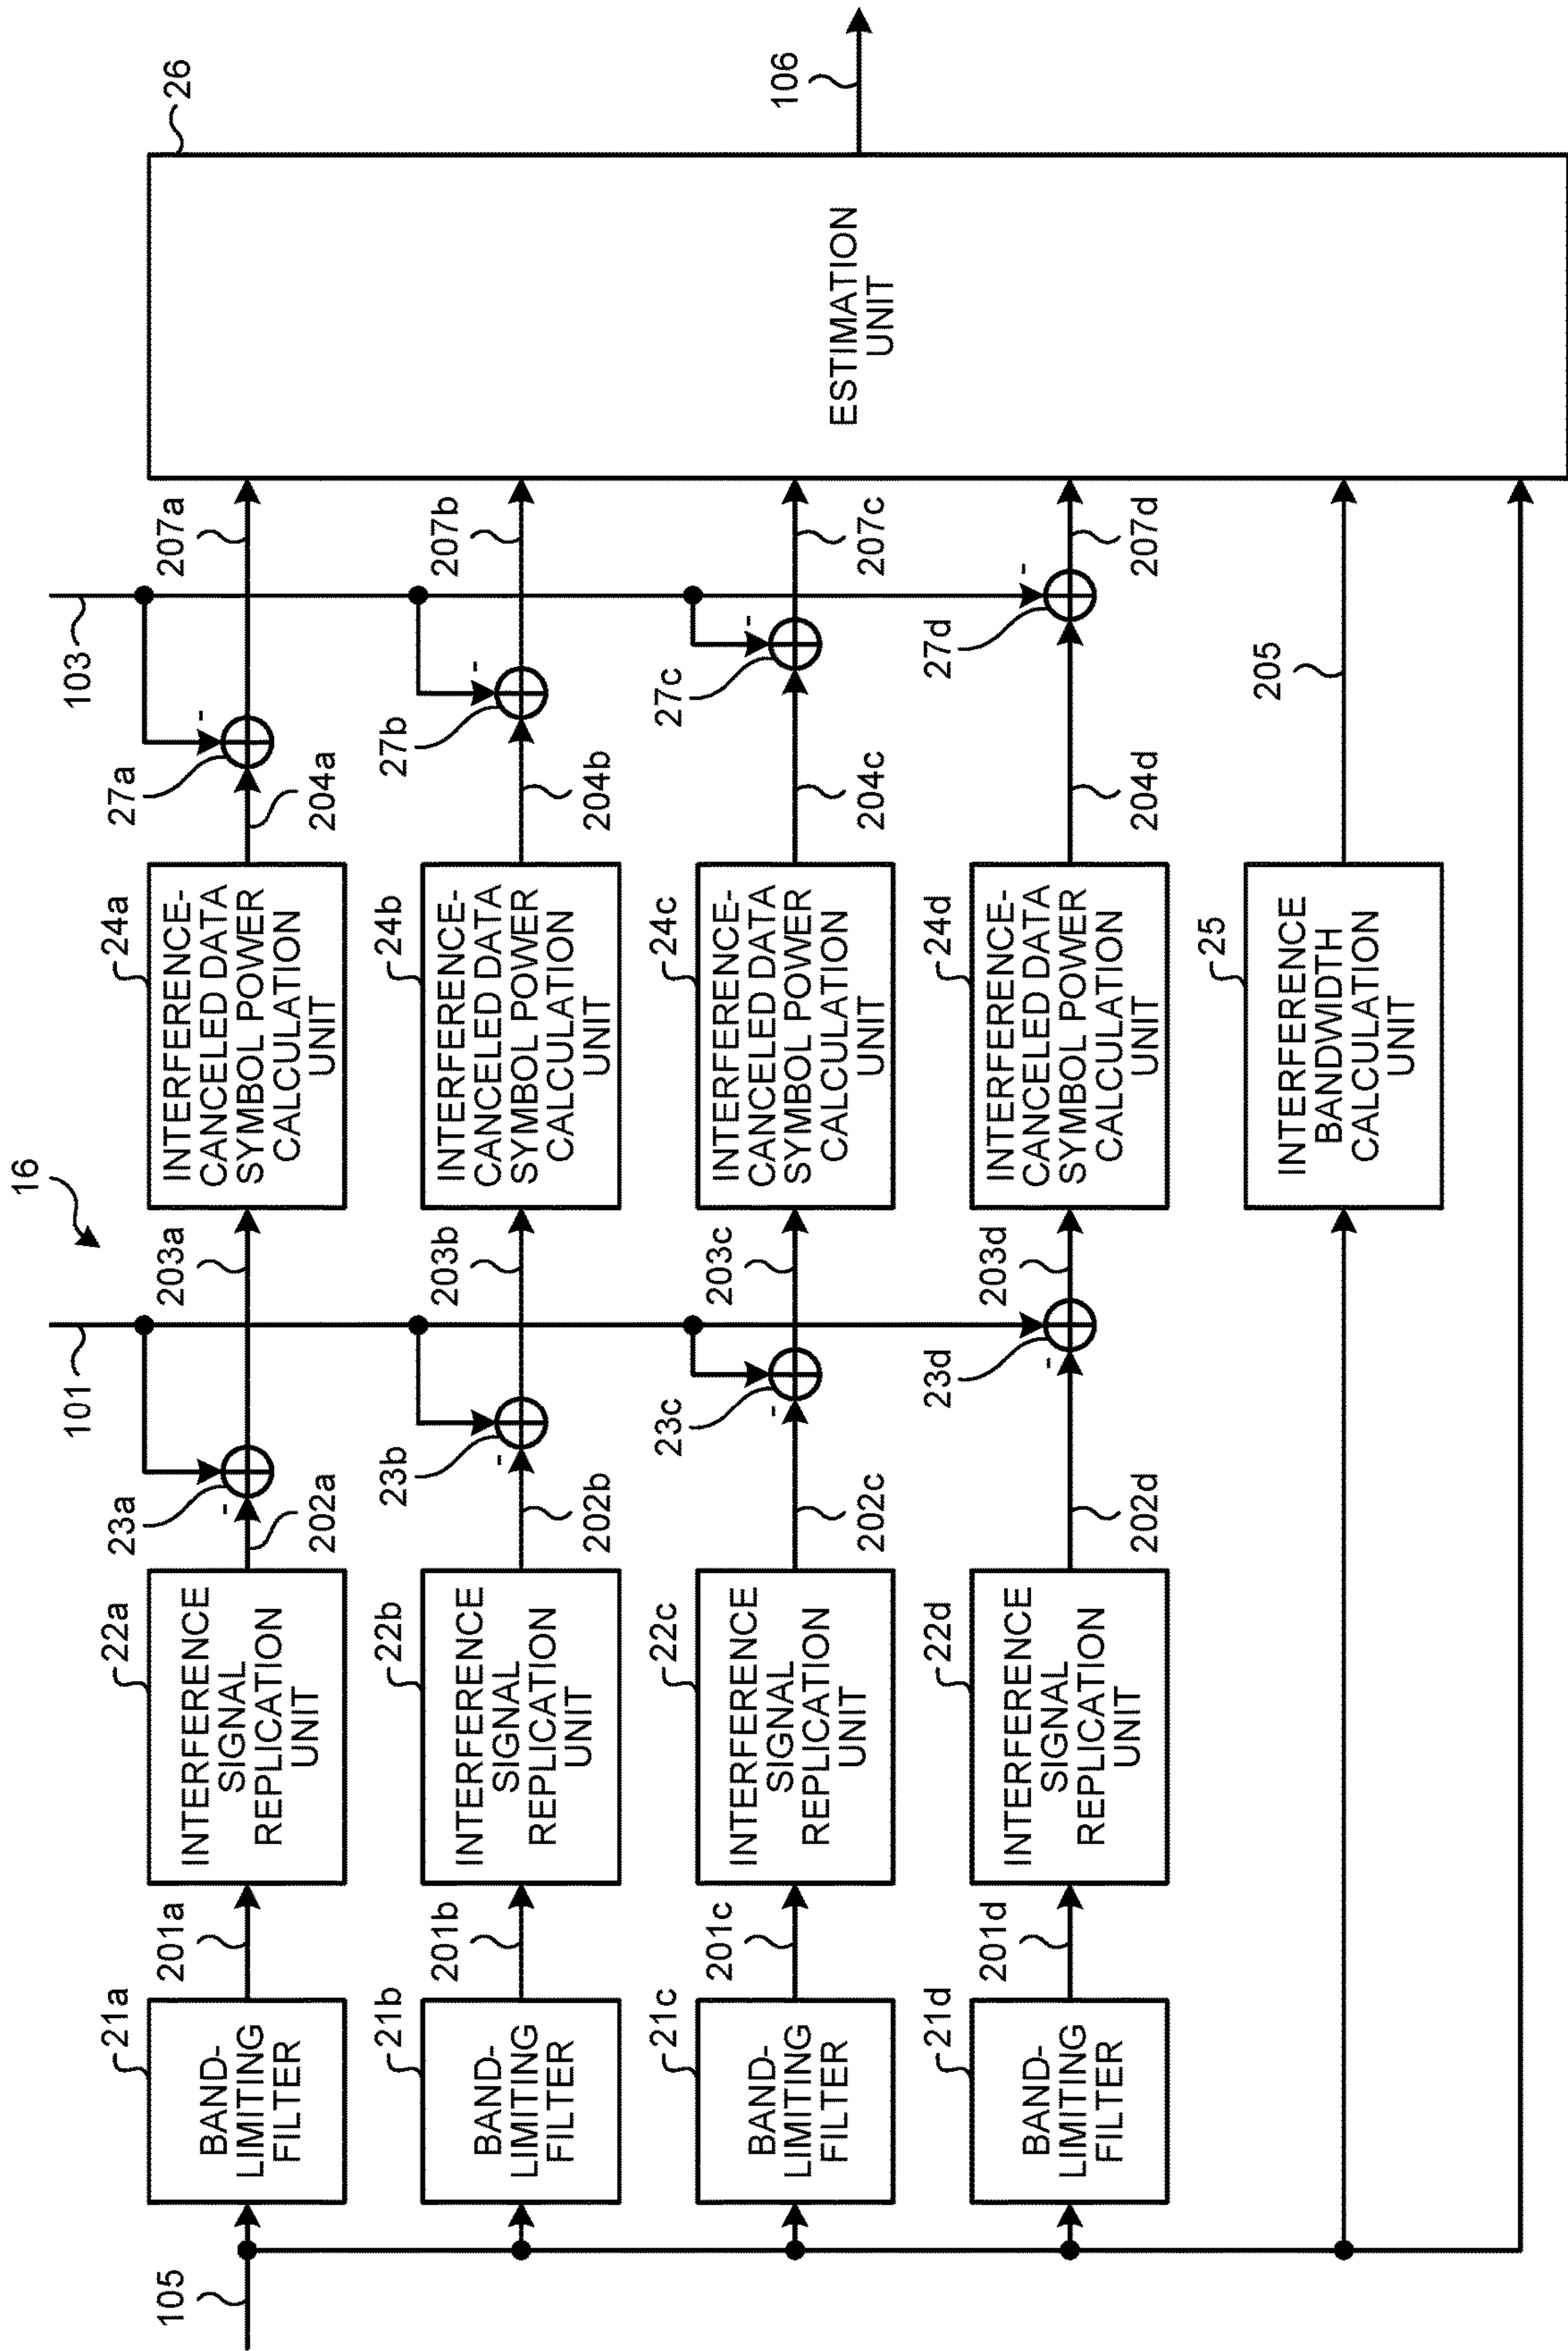 16
101
103
105
106
21a
BAND-
LIMITING
FILTER
201a
22a
INTERFERENCE
SIGNAL
REPLICATION
UNIT
202a
23a
-
203a
24a
INTERFERENCE-
CANCELED DATA
SYMBOL POWER
CALCULATION
UNIT
204a
27a
-
207a
21b
BAND-
LIMITING
FILTER
201b
22b
INTERFERENCE
SIGNAL
REPLICATION
UNIT
202b
23b
-
203b
24b
INTERFERENCE-
CANCELED DATA
SYMBOL POWER
CALCULATION
UNIT
204b
27b
-
207b
21c
BAND-
LIMITING
FILTER
201c
22c
INTERFERENCE
SIGNAL
REPLICATION
UNIT
202c
23c
-
203c
24c
INTERFERENCE-
CANCELED DATA
SYMBOL POWER
CALCULATION
UNIT
204c
27c
-
207c
21d
BAND-
LIMITING
FILTER
201d
22d
INTERFERENCE
SIGNAL
REPLICATION
UNIT
202d
23d
-
203d
24d
INTERFERENCE-
CANCELED DATA
SYMBOL POWER
CALCULATION
UNIT
204d
27d
-
207d
25
INTERFERENCE
BANDWIDTH
CALCULATION
UNIT
205
26
ESTIMATION
UNIT